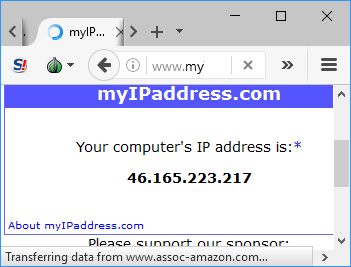 myIP...
www.my
myIPaddress.com
Your computer's IP address is:*
46.165.223.217
About myIPaddress.com
Please support our sponsor:
Transferring data from www.assoc-amazon.com...